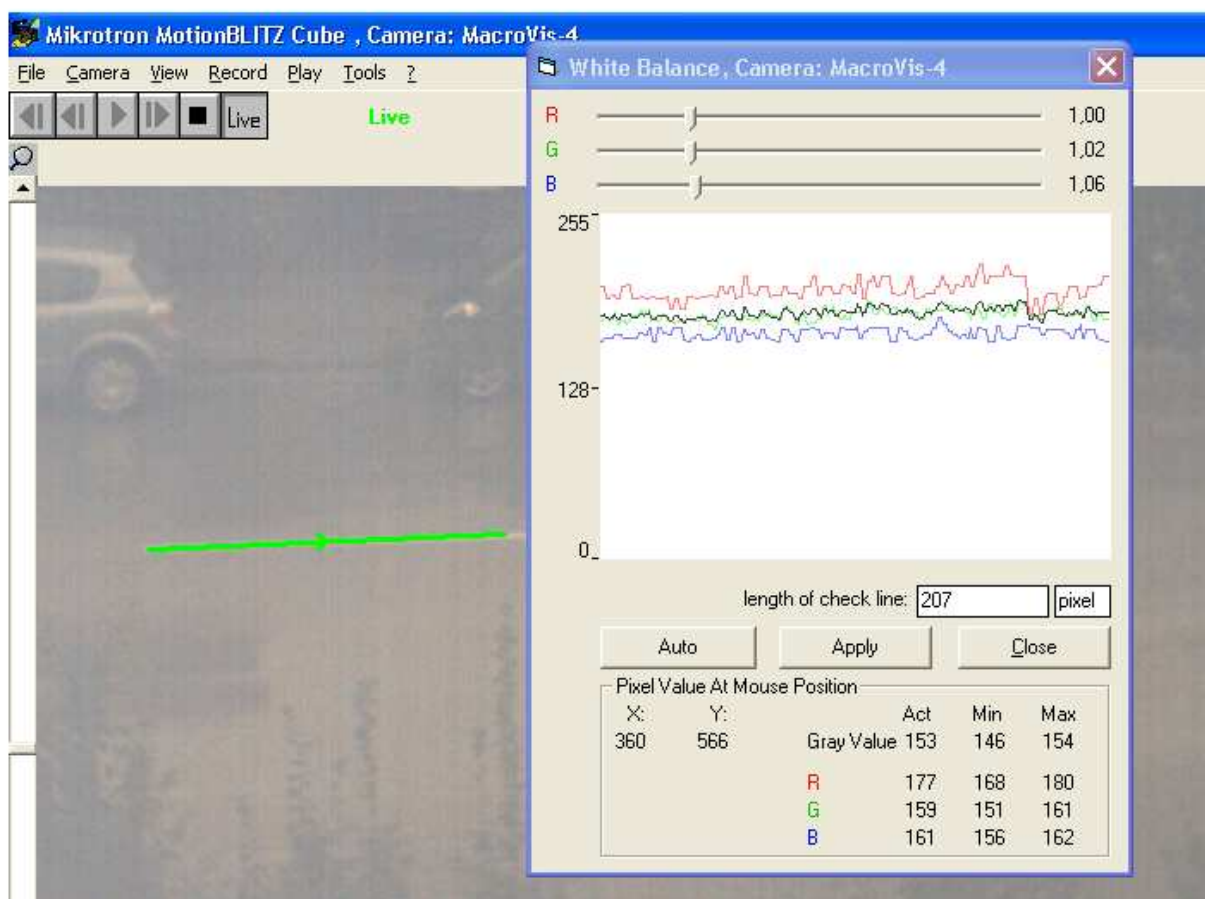 Mikrotron MotionBLITZ Cube , Camera: MacroVis-4
White Balance, Camera: MacroVis-4
File Camera View Record Play Tools ?
Live Live
R 1,00
G 1,02
B 1,06
255
128
0
length of check line: 207 pixel
Auto Apply Close
Pixel Value At Mouse Position
X: Y: Act Min Max
360 566 Gray Value 153 146 154
R 177 168 180
G 159 151 161
B 161 156 162